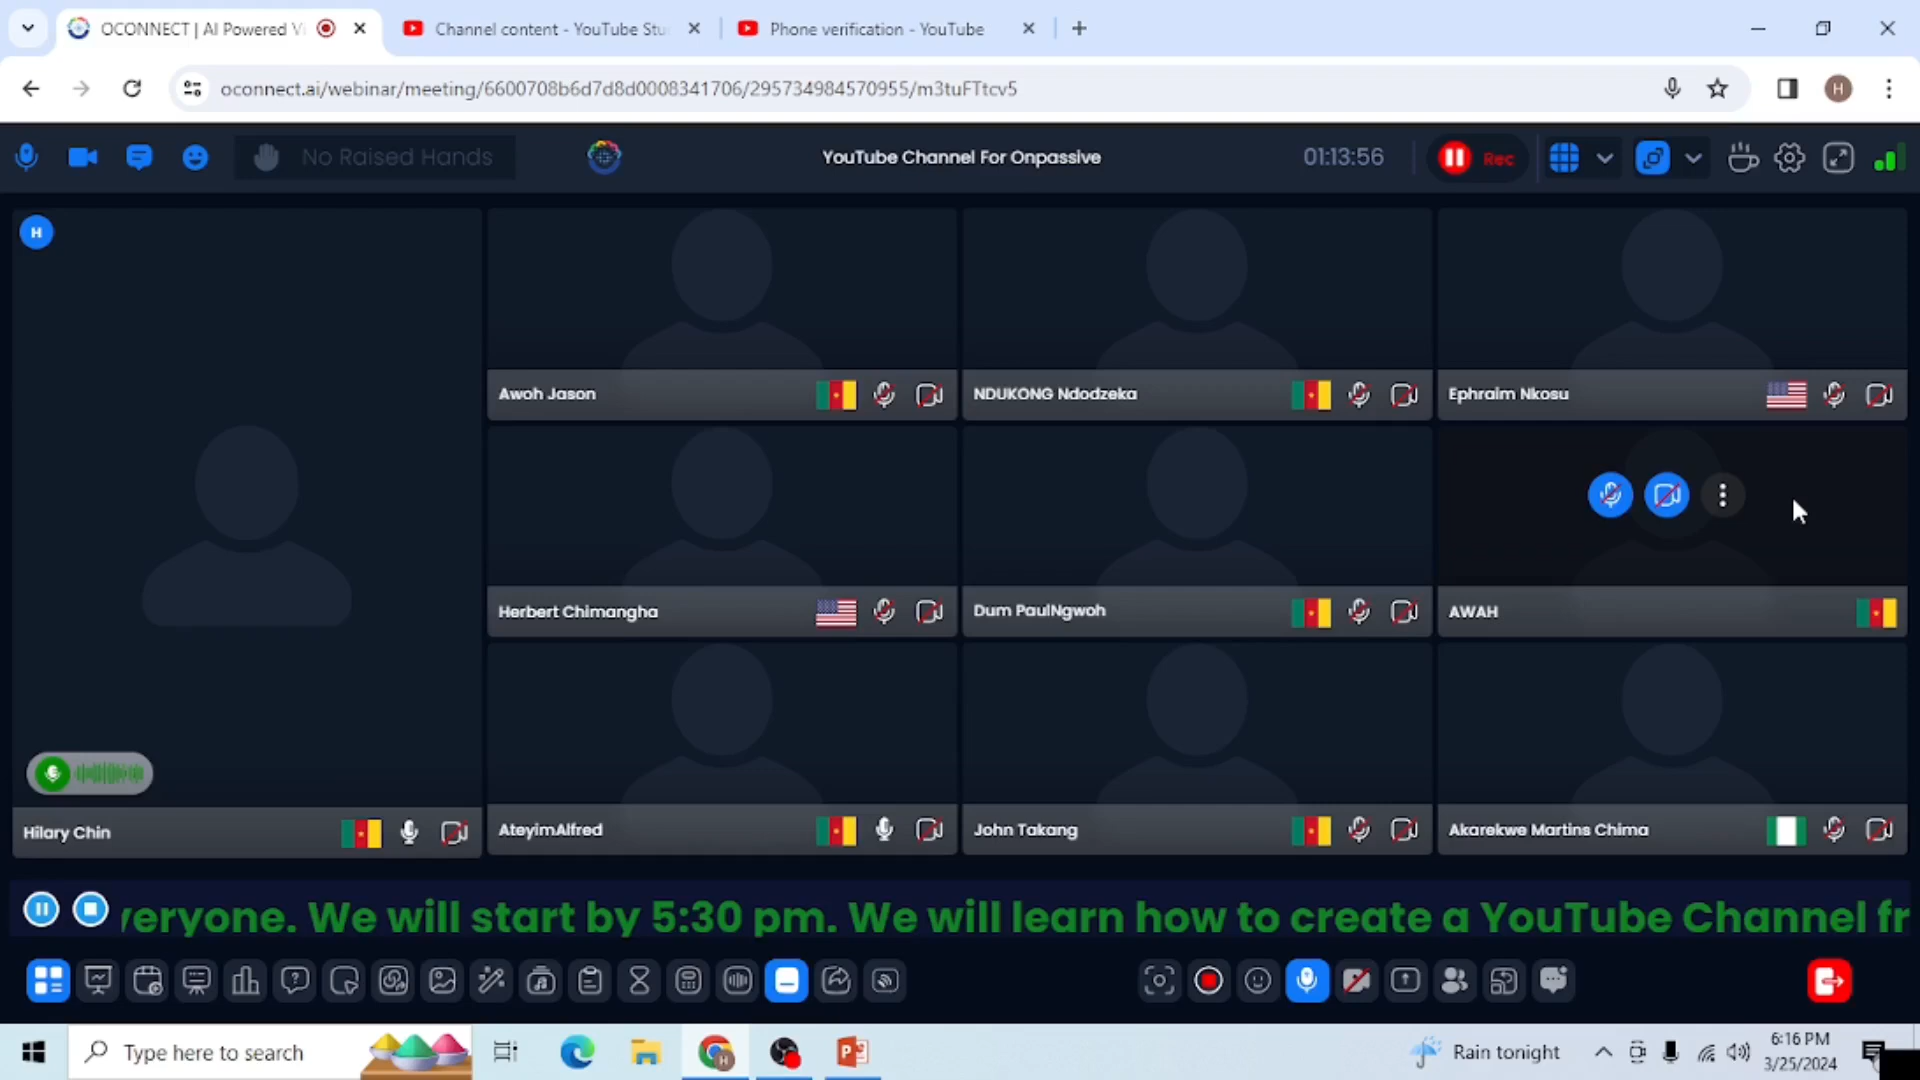 OCONNECT | AI Powered Vi
Channel content - YouTube Stu
Phone verification - YouTube
oconnect.ai/webinar/meeting/6600708b6d7d8d0008341706/295734984570955/m3tuFTtcv5
H
No Raised Hands
YouTube Channel For Onpassive
01:13:56
Rec
H
Awoh Jason
NDUKONG Ndodzeka
Ephraim Nkosu
Herbert Chimangha
Dum PaulNgwoh
AWAH
Hilary Chin
AteyimAlfred
John Takang
Akarekwe Martins Chima
veryone. We will start by 5:30 pm. We will learn how to create a YouTube Channel fr
Type here to search
Rain tonight
6:16 PM
3/25/2024